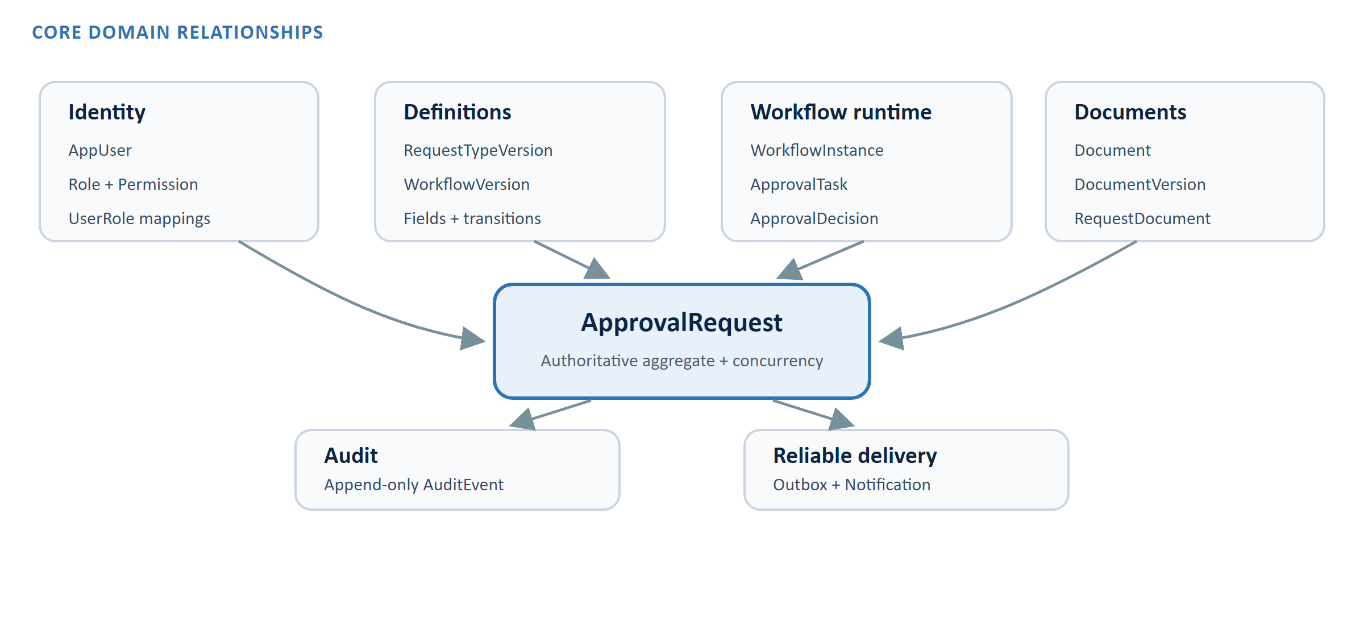 CORE DOMAIN RELATIONSHIPS
Identity
AppUser
Role + Permission
UserRole mappings
Definitions
RequestTypeVersion
WorkflowVersion
Fields + transitions
Workflow runtime
WorkflowInstance
ApprovalTask
ApprovalDecision
Documents
Document
DocumentVersion
RequestDocument
ApprovalRequest
Authoritative aggregate + concurrency
Audit
Append-only AuditEvent
Reliable delivery
Outbox + Notification